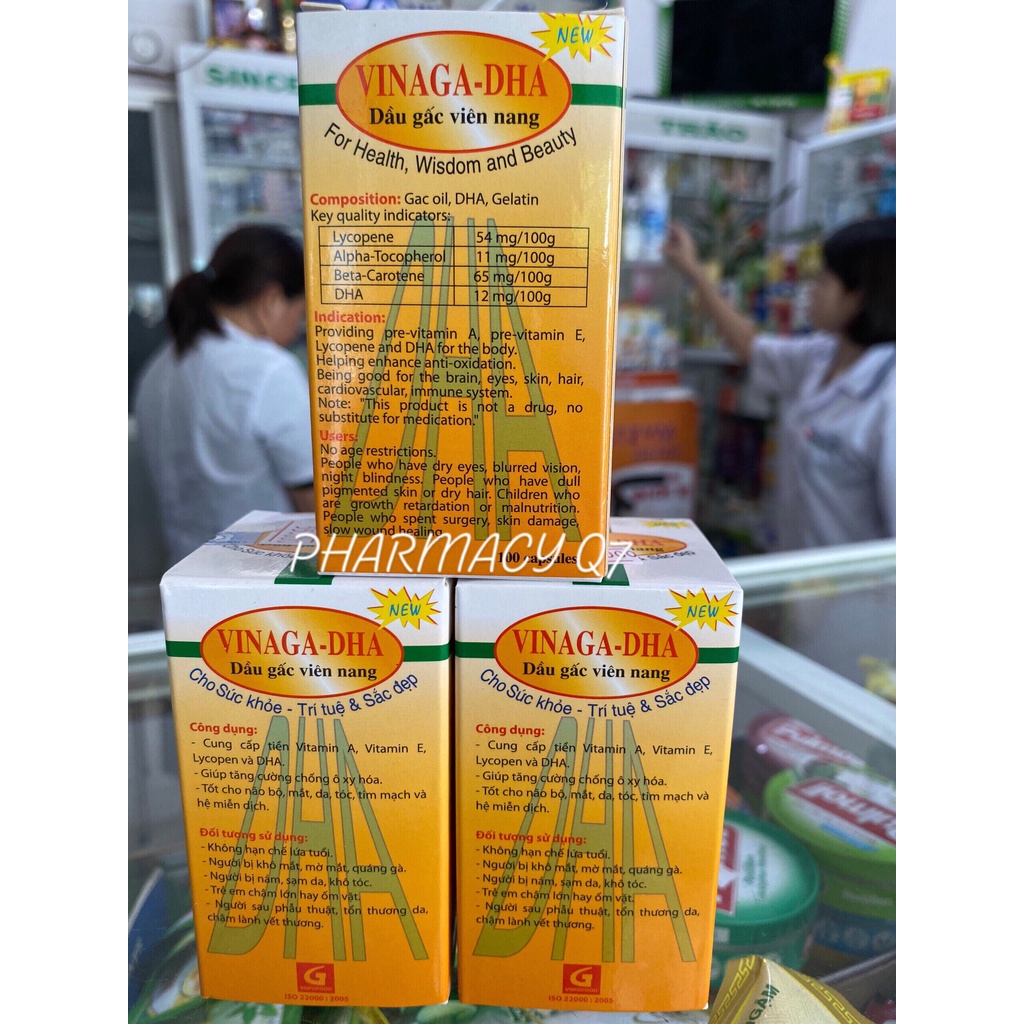 SINCE
THẢO
NEW
VINAGA-DHA
Dầu gấc viên nang
For Health, Wisdom and Beauty
Composition: Gac oil, DHA, Gelatin
Key quality indicators:
Lycopene 54 mg/100g
Alpha-Tocopherol 11 mg/100g
Beta-Carotene 65 mg/100g
DHA 12 mg/100g
Indication:
Providing pre-vitamin A, pre-vitamin E,
Lycopene and DHA for the body.
Helping enhance anti-oxidation.
Being good for the brain, eyes, skin, hair,
cardiovascular, immune system.
Note: "This product is not a drug, no
substitute for medication."
Users:
No age restrictions.
People who have dry eyes, blurred vision,
night blindness. People who have dull
pigmented skin or dry hair. Children who
are growth retardation or malnutrition.
People who spent surgery, skin damage,
slow wound healing.
100 capsules
DHA
PHARMACY Q7
NEW
VINAGA-DHA
Dầu gấc viên nang
Cho Sức khỏe - Trí tuệ & Sắc đẹp
Công dụng:
- Cung cấp tiền Vitamin A, Vitamin E,
Lycopen và DHA.
- Giúp tăng cường chống ô xy hóa.
- Tốt cho não bộ, mắt, da, tóc, tim mạch và
hệ miễn dịch.
Đối tượng sử dụng:
- Không hạn chế lứa tuổi.
- Người bị khô mắt, mờ mắt, quáng gà.
- Người bị nám, sạm da, khô tóc.
- Trẻ em chậm lớn hay ốm vặt.
- Người sau phẫu thuật, tổn thương da,
chậm lành vết thương.
DHA
G
VIMAFOOD
ISO 22000 : 2005
NEW
VINAGA-DHA
Dầu gấc viên nang
Cho Sức khỏe - Trí tuệ & Sắc đẹp
Công dụng:
- Cung cấp tiền Vitamin A, Vitamin E,
Lycopen và DHA.
- Giúp tăng cường chống ô xy hóa.
- Tốt cho não bộ, mắt, da, tóc, tim mạch và
hệ miễn dịch.
Đối tượng sử dụng:
- Không hạn chế lứa tuổi.
- Người bị khô mắt, mờ mắt, quáng gà.
- Người bị nám, sạm da, khô tóc.
- Trẻ em chậm lớn hay ốm vặt.
- Người sau phẫu thuật, tổn thương da,
chậm lành vết thương.
DHA
G
ISO 22000 : 2005